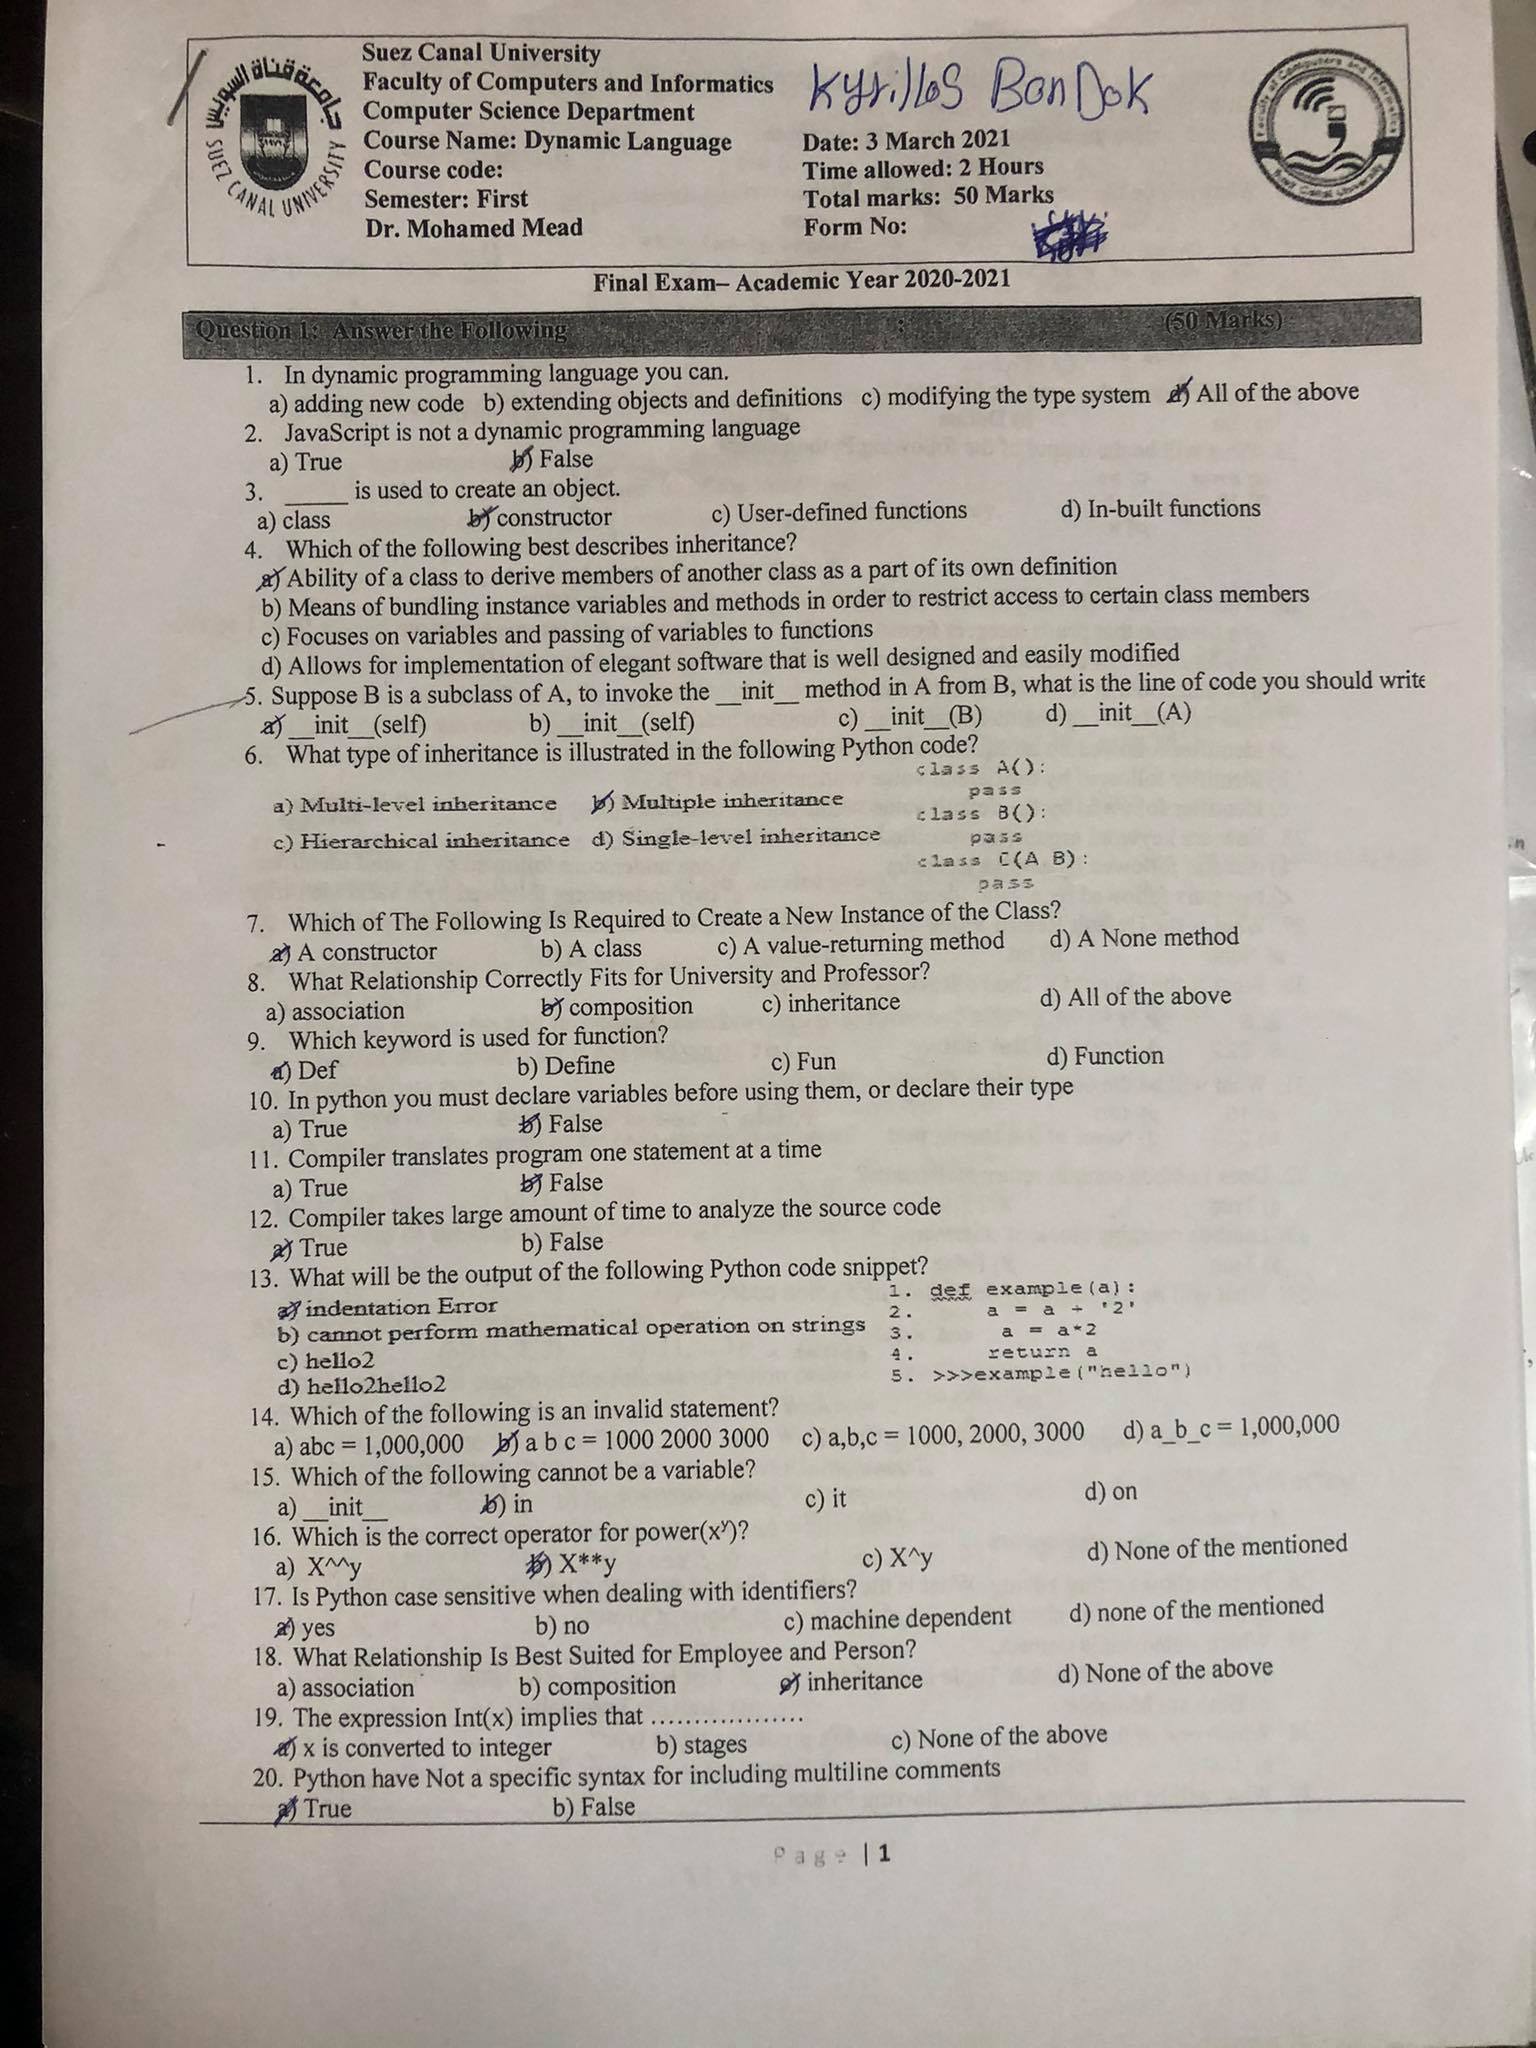 Suez Canal University
Faculty of Computers and Informatics
Computer Science Department
Course Name: Dynamic Language
Course code:
Semester: First
Dr. Mohamed Mead
Kyrillos BonDok
Date: 3 March 2021
Time allowed: 2 Hours
Total marks: 50 Marks
Form No:
جامعة قناة السويس
SUEZ CANAL UNIVERSITY
Faculty of Computers and Informatics
Suez Canal University
Final Exam– Academic Year 2020-2021
Question 1: Answer the Following : (50 Marks)
1. In dynamic programming language you can.
a) adding new code b) extending objects and definitions c) modifying the type system d) All of the above
2. JavaScript is not a dynamic programming language
a) True b) False
3. _____ is used to create an object.
a) class b) constructor c) User-defined functions d) In-built functions
4. Which of the following best describes inheritance?
a) Ability of a class to derive members of another class as a part of its own definition
b) Means of bundling instance variables and methods in order to restrict access to certain class members
c) Focuses on variables and passing of variables to functions
d) Allows for implementation of elegant software that is well designed and easily modified
5. Suppose B is a subclass of A, to invoke the __init__ method in A from B, what is the line of code you should write
a) __init__(self) b) __init__(self) c) __init__(B) d) __init__(A)
6. What type of inheritance is illustrated in the following Python code?
class A():
pass
a) Multi-level inheritance b) Multiple inheritance
class B():
c) Hierarchical inheritance d) Single-level inheritance
pass
class C(A B):
pass
7. Which of The Following Is Required to Create a New Instance of the Class?
a) A constructor b) A class c) A value-returning method d) A None method
8. What Relationship Correctly Fits for University and Professor?
a) association b) composition c) inheritance d) All of the above
9. Which keyword is used for function?
a) Def b) Define c) Fun d) Function
10. In python you must declare variables before using them, or declare their type
a) True b) False
11. Compiler translates program one statement at a time
a) True b) False
12. Compiler takes large amount of time to analyze the source code
a) True b) False
13. What will be the output of the following Python code snippet?
a) indentation Error
b) cannot perform mathematical operation on strings
c) hello2
d) hello2hello2
1. def example(a):
2. a = a + '2'
3. a = a*2
4. return a
5. >>>example("hello")
14. Which of the following is an invalid statement?
a) abc = 1,000,000 b) a b c = 1000 2000 3000 c) a,b,c = 1000, 2000, 3000 d) a_b_c = 1,000,000
15. Which of the following cannot be a variable?
a) __init__ b) in c) it d) on
16. Which is the correct operator for power(xʸ)?
a) X^^y b) X**y c) X^y d) None of the mentioned
17. Is Python case sensitive when dealing with identifiers?
a) yes b) no c) machine dependent d) none of the mentioned
18. What Relationship Is Best Suited for Employee and Person?
a) association b) composition c) inheritance d) None of the above
19. The expression Int(x) implies that ..................
a) x is converted to integer b) stages c) None of the above
20. Python have Not a specific syntax for including multiline comments
a) True b) False
Page | 1